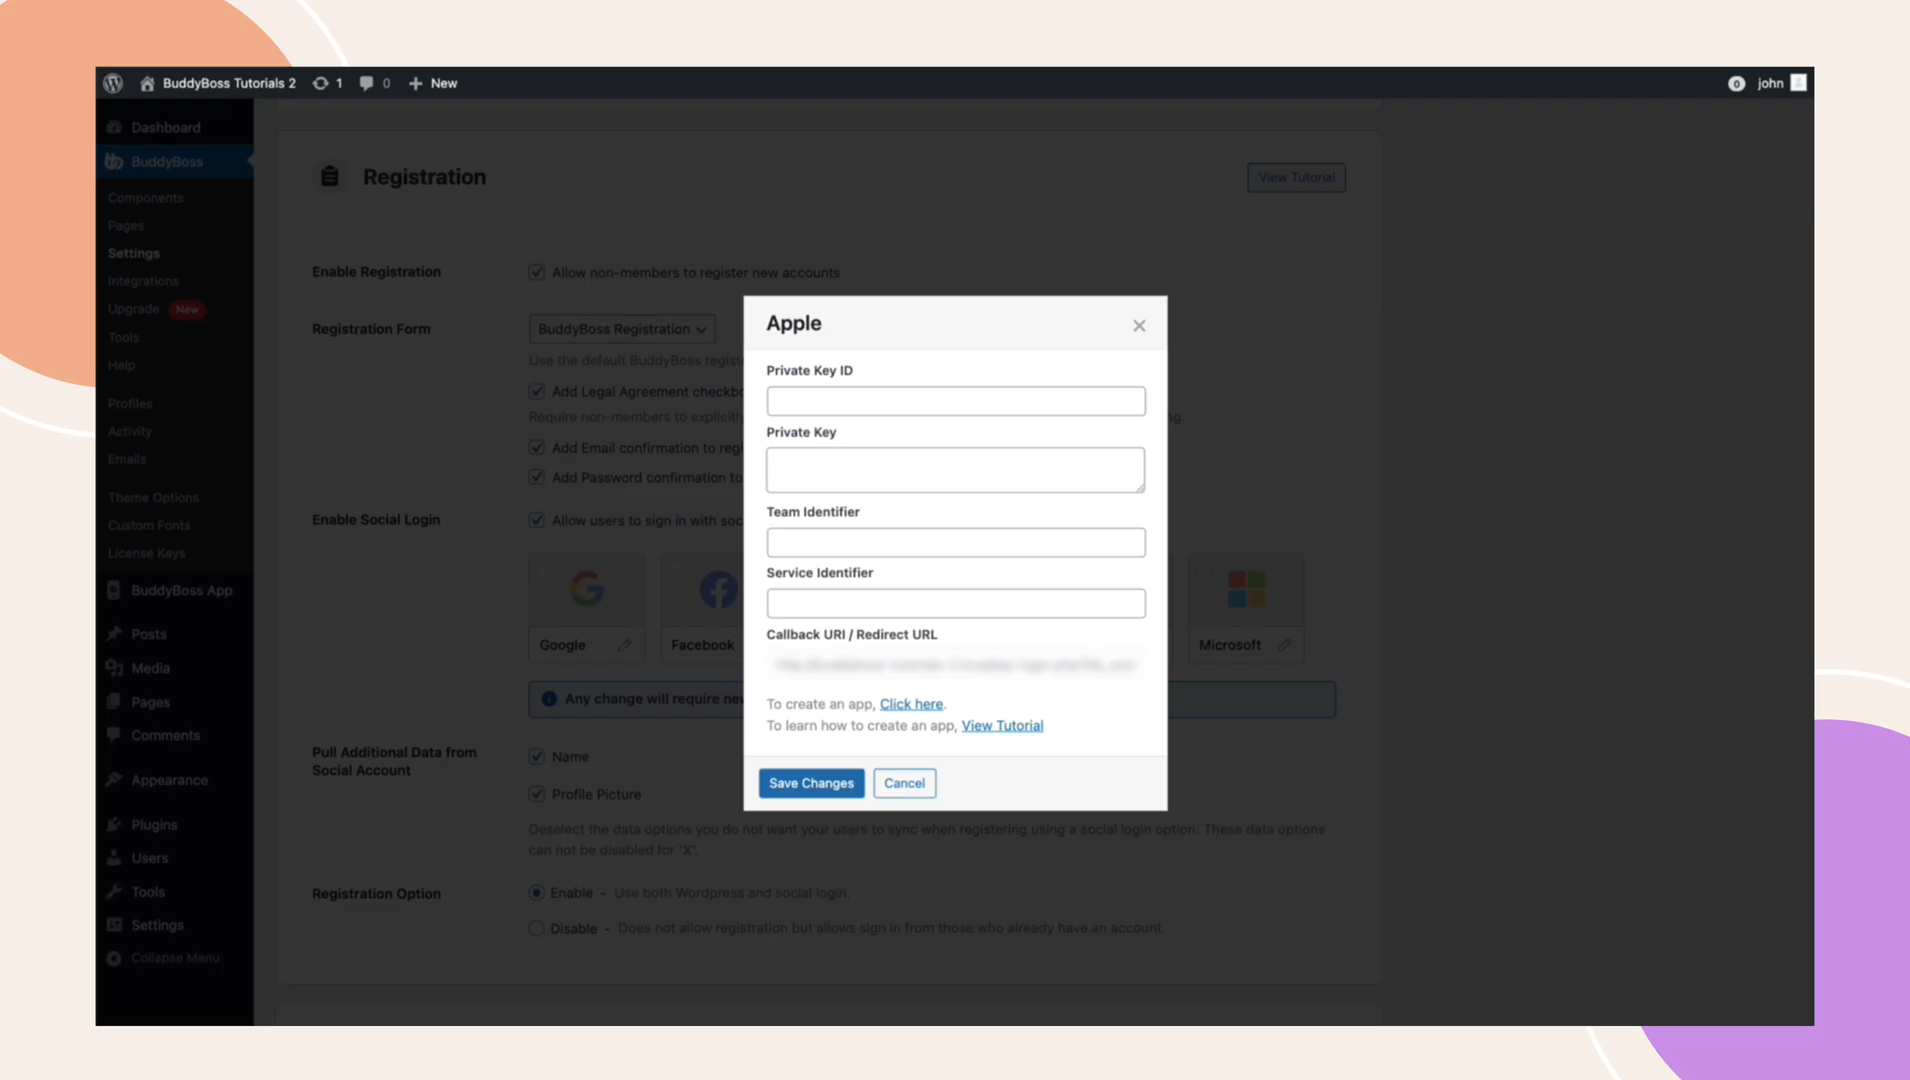 BuddyBoss Tutorials 2 1 0 New
0 john
Dashboard
BuddyBoss
Components
Pages
Settings
Integrations
Upgrade New
Tools
Help
Profiles
Activity
Emails
Theme Options
Custom Fonts
License Keys
BuddyBoss App
Posts
Media
Pages
Comments
Appearance
Plugins
Users
Tools
Settings
Collapse Menu
Registration
View Tutorial
Enable Registration
Allow non-members to register new accounts
Registration Form
BuddyBoss Registration
Use the default BuddyBoss
Add Legal Agreement
Require non-members to explicitly
Add Email confirmation to
Add Password confirmation to
Enable Social Login
Allow users to sign in with
Google
Facebook
Microsoft
Any change will require
Pull Additional Data from
Social Account
Name
Profile Picture
Deselect the data options you do not want your users to sync when registering using a social login option. These data options
can not be disabled for 'X'.
Registration Option
Enable - Use both Wordpress and social login.
Disable - Does not allow registration but allows sign in from those who already have an account.
Apple
Private Key ID
Private Key
Team Identifier
Service Identifier
Callback URI / Redirect URL
To create an app, Click here.
To learn how to create an app, View Tutorial
Save Changes
Cancel